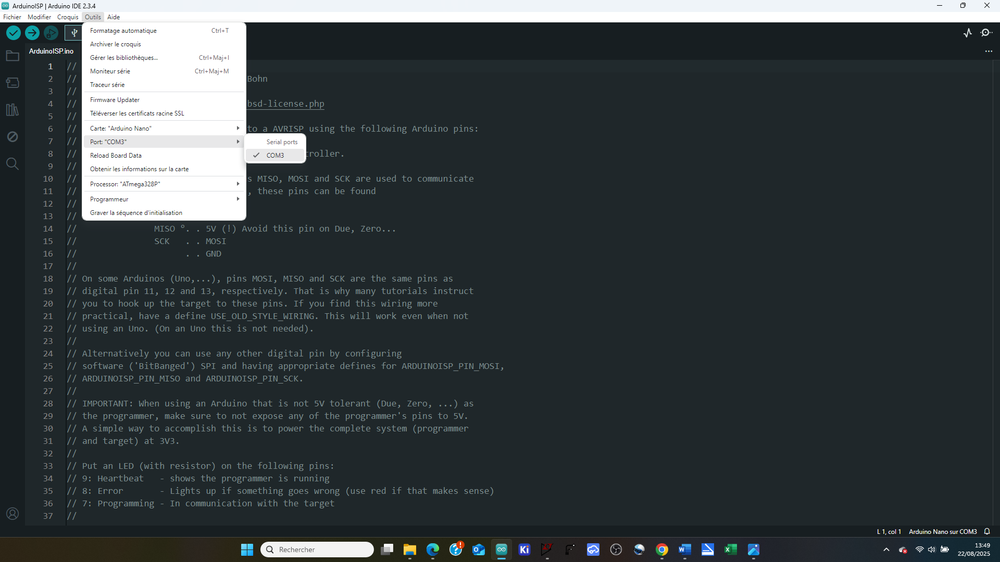 ArduinoISP | Arduino IDE 2.3.4
Fichier Modifier Croquis Outils Aide
Formatage automatique Ctrl+T
Archiver le croquis
Gérer les bibliothèques... Ctrl+Maj+I
Moniteur série Ctrl+Maj+M
Traceur série
Firmware Updater
Téléverser les certificats racine SSL
Carte: "Arduino Nano"
Port: "COM3"
Reload Board Data
Obtenir les informations sur la carte
Processor: "ATmega328P"
Programmeur
Graver la séquence d'initialisation
Serial ports
COM3
ArduinoISP.ino
1 //
2 // Bohn
3 //
4 // bsd-license.php
5 //
6 // to a AVRISP using the following Arduino pins:
7 //
8 // troller.
9 //
10 // s MISO, MOSI and SCK are used to communicate
11 // , these pins can be found
12 //
13 //
14 // MISO °. . 5V (!) Avoid this pin on Due, Zero...
15 // SCK . . MOSI
16 // . . GND
17 //
18 // On some Arduinos (Uno,...), pins MOSI, MISO and SCK are the same pins as
19 // digital pin 11, 12 and 13, respectively. That is why many tutorials instruct
20 // you to hook up the target to these pins. If you find this wiring more
21 // practical, have a define USE_OLD_STYLE_WIRING. This will work even when not
22 // using an Uno. (On an Uno this is not needed).
23 //
24 // Alternatively you can use any other digital pin by configuring
25 // software ('BitBanged') SPI and having appropriate defines for ARDUINOISP_PIN_MOSI,
26 // ARDUINOISP_PIN_MISO and ARDUINOISP_PIN_SCK.
27 //
28 // IMPORTANT: When using an Arduino that is not 5V tolerant (Due, Zero, ...) as
29 // the programmer, make sure to not expose any of the programmer's pins to 5V.
30 // A simple way to accomplish this is to power the complete system (programmer
31 // and target) at 3V3.
32 //
33 // Put an LED (with resistor) on the following pins:
34 // 9: Heartbeat - shows the programmer is running
35 // 8: Error - Lights up if something goes wrong (use red if that makes sense)
36 // 7: Programming - In communication with the target
37 //
L 1, col 1 Arduino Nano sur COM3
Rechercher
Ki
13:49
22/08/2025